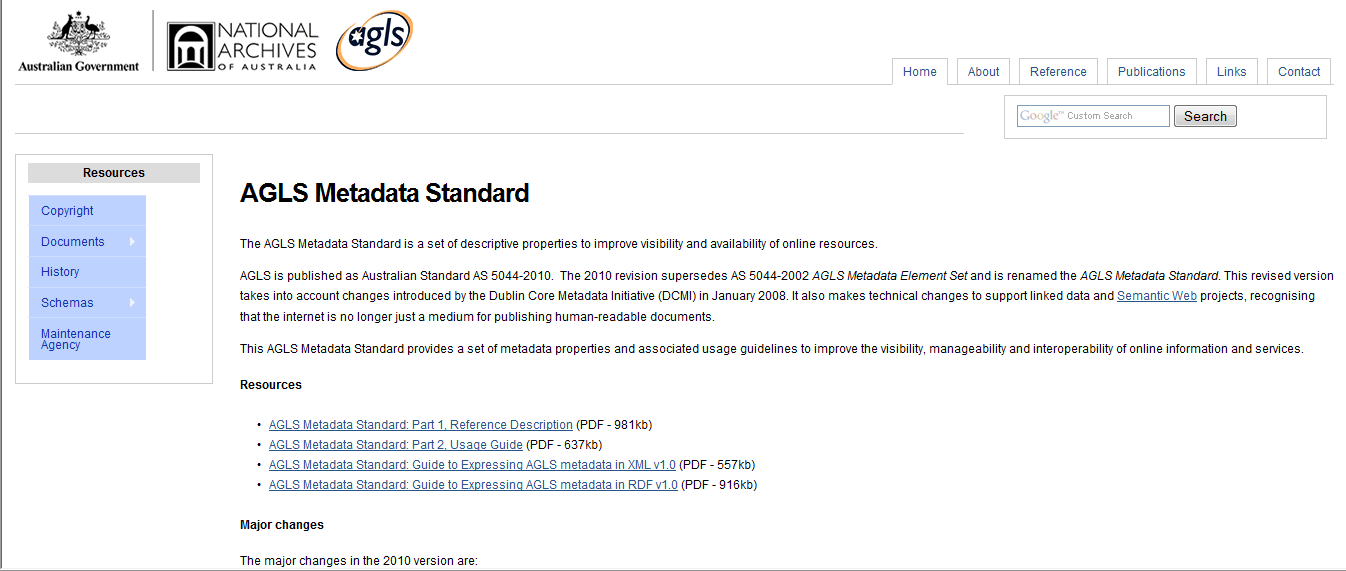 Australian Government
NATIONAL
ARCHIVES
OF AUSTRALIA
agls
Home
About
Reference
Publications
Links
Contact
Google™ Custom Search
Search
Resources
Copyright
Documents
History
Schemas
Maintenance
Agency
AGLS Metadata Standard
The AGLS Metadata Standard is a set of descriptive properties to improve visibility and availability of online resources.
AGLS is published as Australian Standard AS 5044-2010.  The 2010 revision supersedes AS 5044-2002 AGLS Metadata Element Set and is renamed the AGLS Metadata Standard. This revised version
takes into account changes introduced by the Dublin Core Metadata Initiative (DCMI) in January 2008. It also makes technical changes to support linked data and Semantic Web projects, recognising
that the internet is no longer just a medium for publishing human-readable documents.
This AGLS Metadata Standard provides a set of metadata properties and associated usage guidelines to improve the visibility, manageability and interoperability of online information and services.
Resources
• AGLS Metadata Standard: Part 1, Reference Description (PDF - 981kb)
• AGLS Metadata Standard: Part 2, Usage Guide (PDF - 637kb)
• AGLS Metadata Standard: Guide to Expressing AGLS metadata in XML v1.0 (PDF - 557kb)
• AGLS Metadata Standard: Guide to Expressing AGLS metadata in RDF v1.0 (PDF - 916kb)
Major changes
The major changes in the 2010 version are: